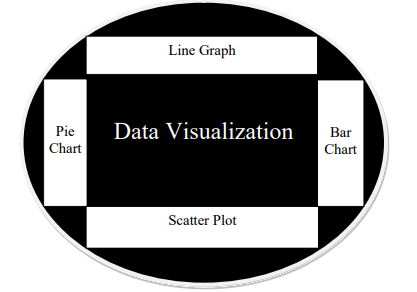 Line Graph
Pie
Chart
Data Visualization
Bar
Chart
Scatter Plot